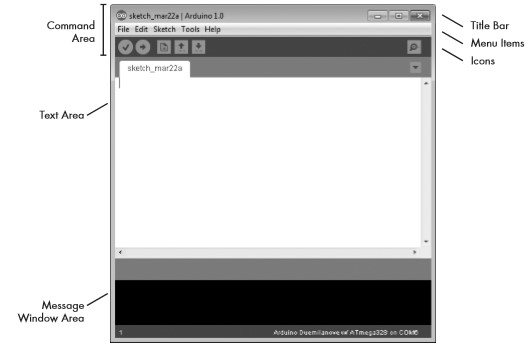 Command
Area
sketch_mar22a | Arduino 1.0
Title Bar
File Edit Sketch Tools Help
Menu Items
Icons
sketch_mar22a
Text Area
Message
Window Area
1
Arduino Duemilanove w/ ATmega328 on COM6